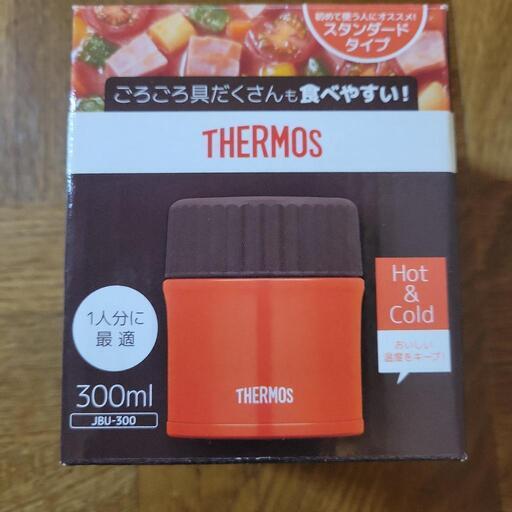 初めて使う人にオススメ!
スタンダード
タイプ
ごろごろ具だくさんも食べやすい!
THERMOS
Hot
&
Cold
おいしい
温度をキープ!
1人分に
最適
300ml
JBU-300
THERMOS